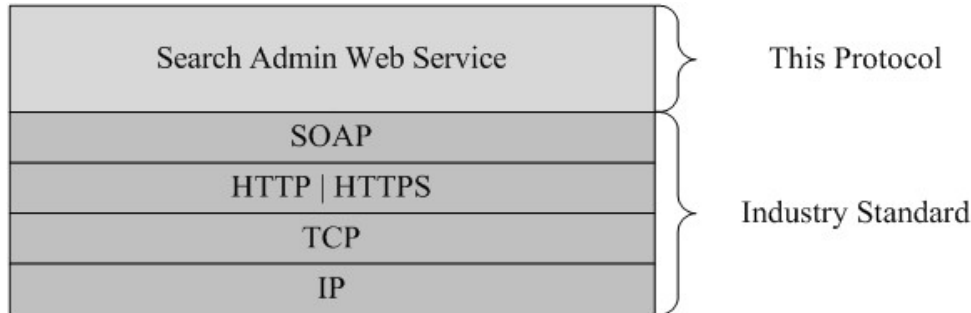 Search Admin Web Service
This Protocol
SOAP
HTTP | HTTPS
TCP
IP
Industry Standard